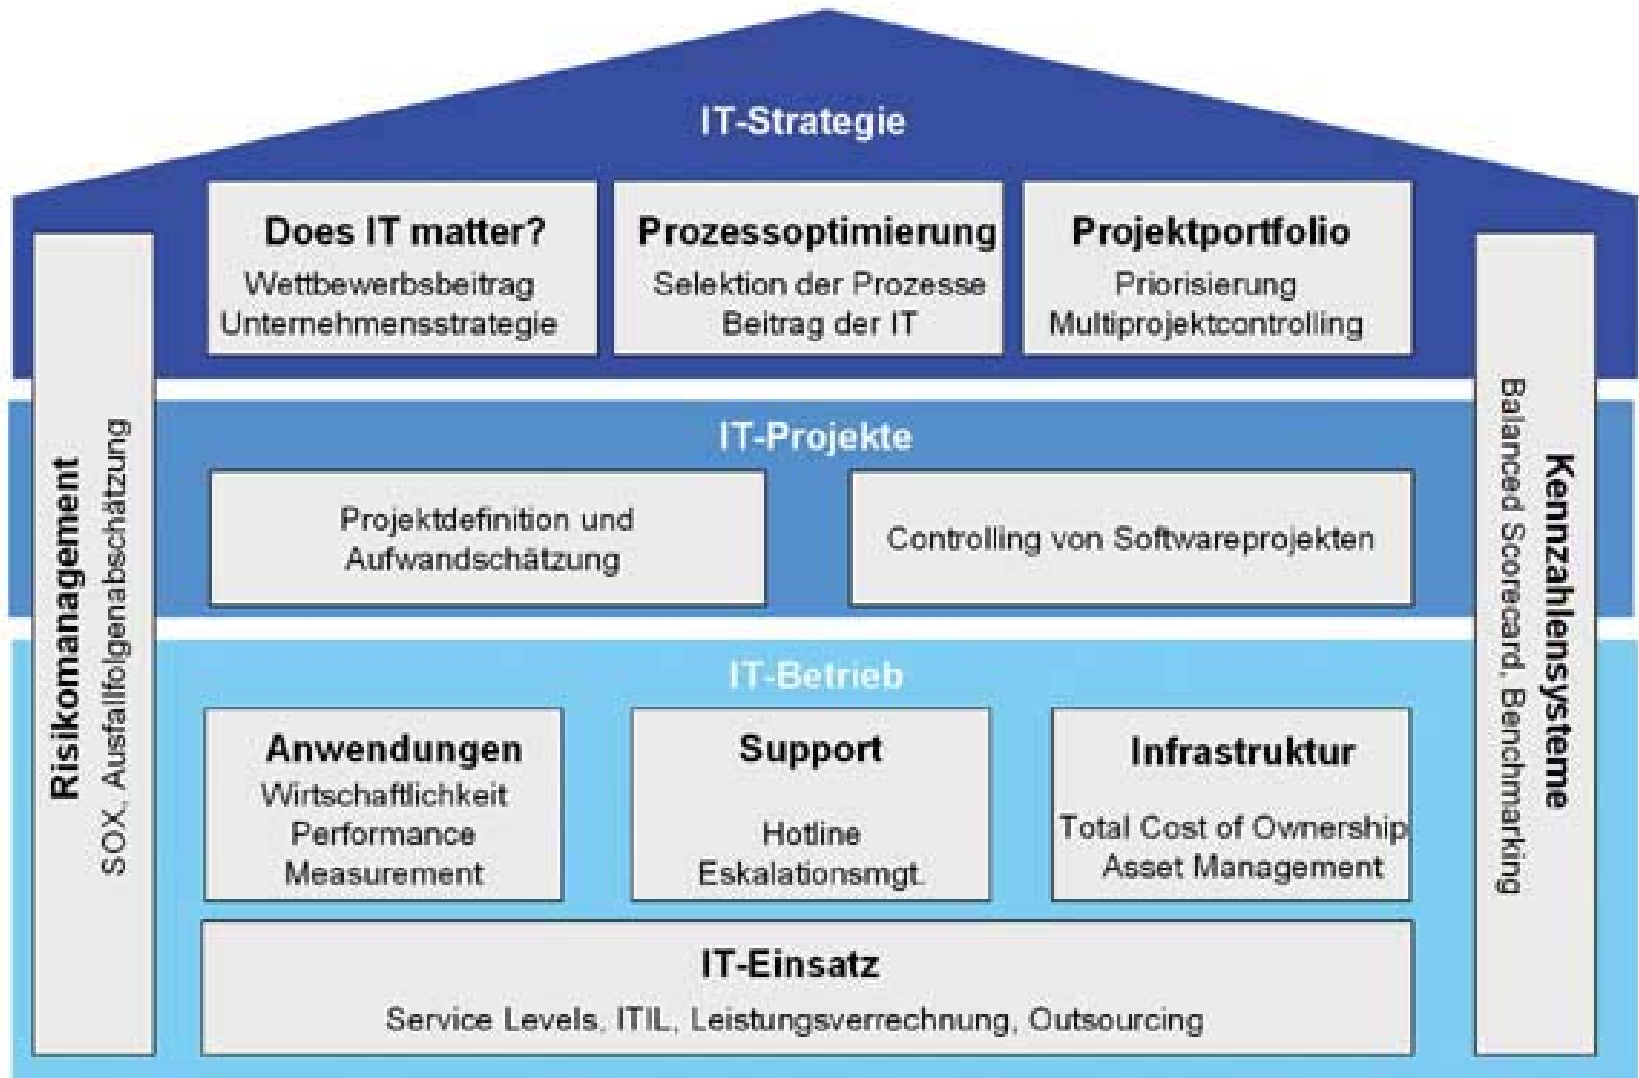 IT-Strategie
Does IT matter?
Wettbewerbsbeitrag
Unternehmensstrategie
Prozessoptimierung
Selektion der Prozesse
Beitrag der IT
Projektportfolio
Priorisierung
Multiprojektcontrolling
Risikomanagement
SOX, Ausfallfolgenabschätzung
Kennzahlensysteme
Balanced Scorecard, Benchmarking
IT-Projekte
Projektdefinition und
Aufwandschätzung
Controlling von Softwareprojekten
IT-Betrieb
Anwendungen
Wirtschaftlichkeit
Performance
Measurement
Support
Hotline
Eskalationsmgt.
Infrastruktur
Total Cost of Ownership
Asset Management
IT-Einsatz
Service Levels, ITIL, Leistungsverrechnung, Outsourcing